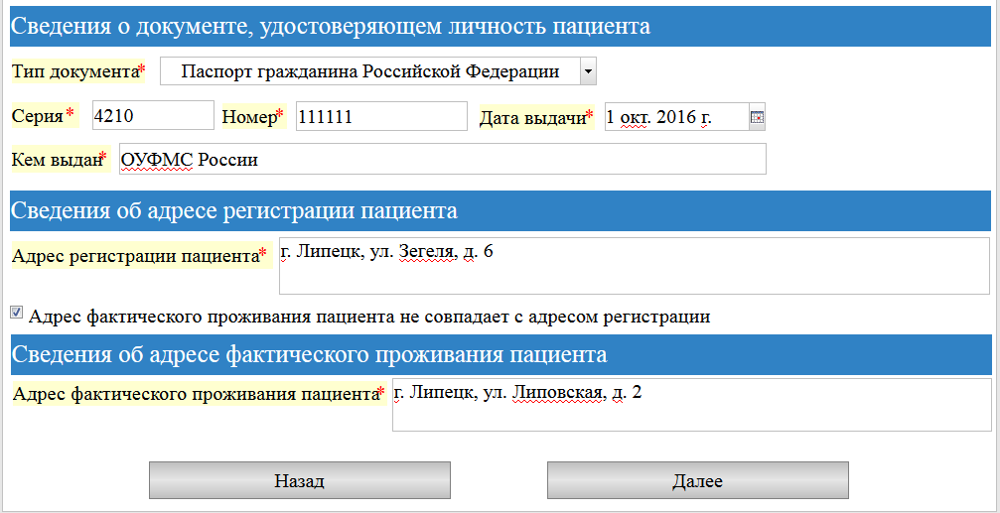 Сведения о документе, удостоверяющем личность пациента
Тип документа* Паспорт гражданина Российской Федерации
Серия* 4210 Номер* 111111 Дата выдачи* 1 окт. 2016 г.
Кем выдан* ОУФМС России
Сведения об адресе регистрации пациента
Адрес регистрации пациента* г. Липецк, ул. Зегеля, д. 6
Адрес фактического проживания пациента не совпадает с адресом регистрации
Сведения об адресе фактического проживания пациента
Адрес фактического проживания пациента* г. Липецк, ул. Липовская, д. 2
Назад Далее